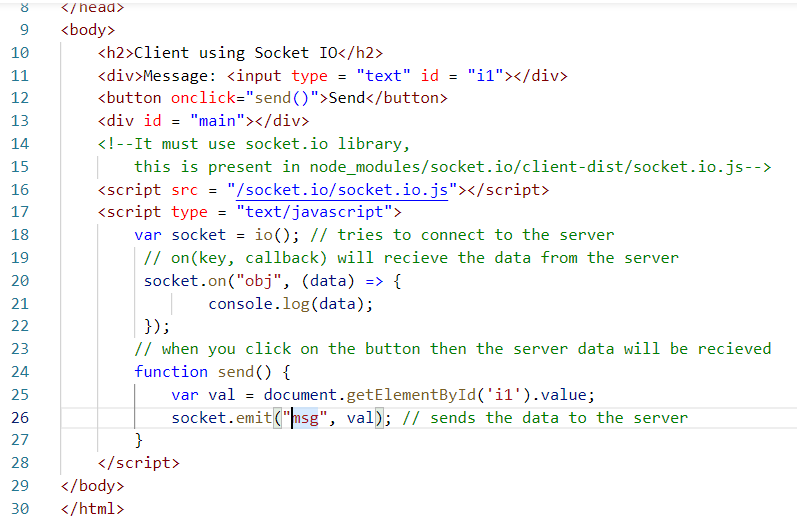 8 </head>
9 <body>
10 <h2>Client using Socket IO</h2>
11 <div>Message: <input type = "text" id = "i1"></div>
12 <button onclick="send()">Send</button>
13 <div id = "main"></div>
14 <!--It must use socket.io library,
15 this is present in node_modules/socket.io/client-dist/socket.io.js-->
16 <script src = "/socket.io/socket.io.js"></script>
17 <script type = "text/javascript">
18 var socket = io(); // tries to connect to the server
19 // on(key, callback) will recieve the data from the server
20 socket.on("obj", (data) => {
21 console.log(data);
22 });
23 // when you click on the button then the server data will be recieved
24 function send() {
25 var val = document.getElementById('i1').value;
26 socket.emit("msg", val); // sends the data to the server
27 }
28 </script>
29 </body>
30 </html>